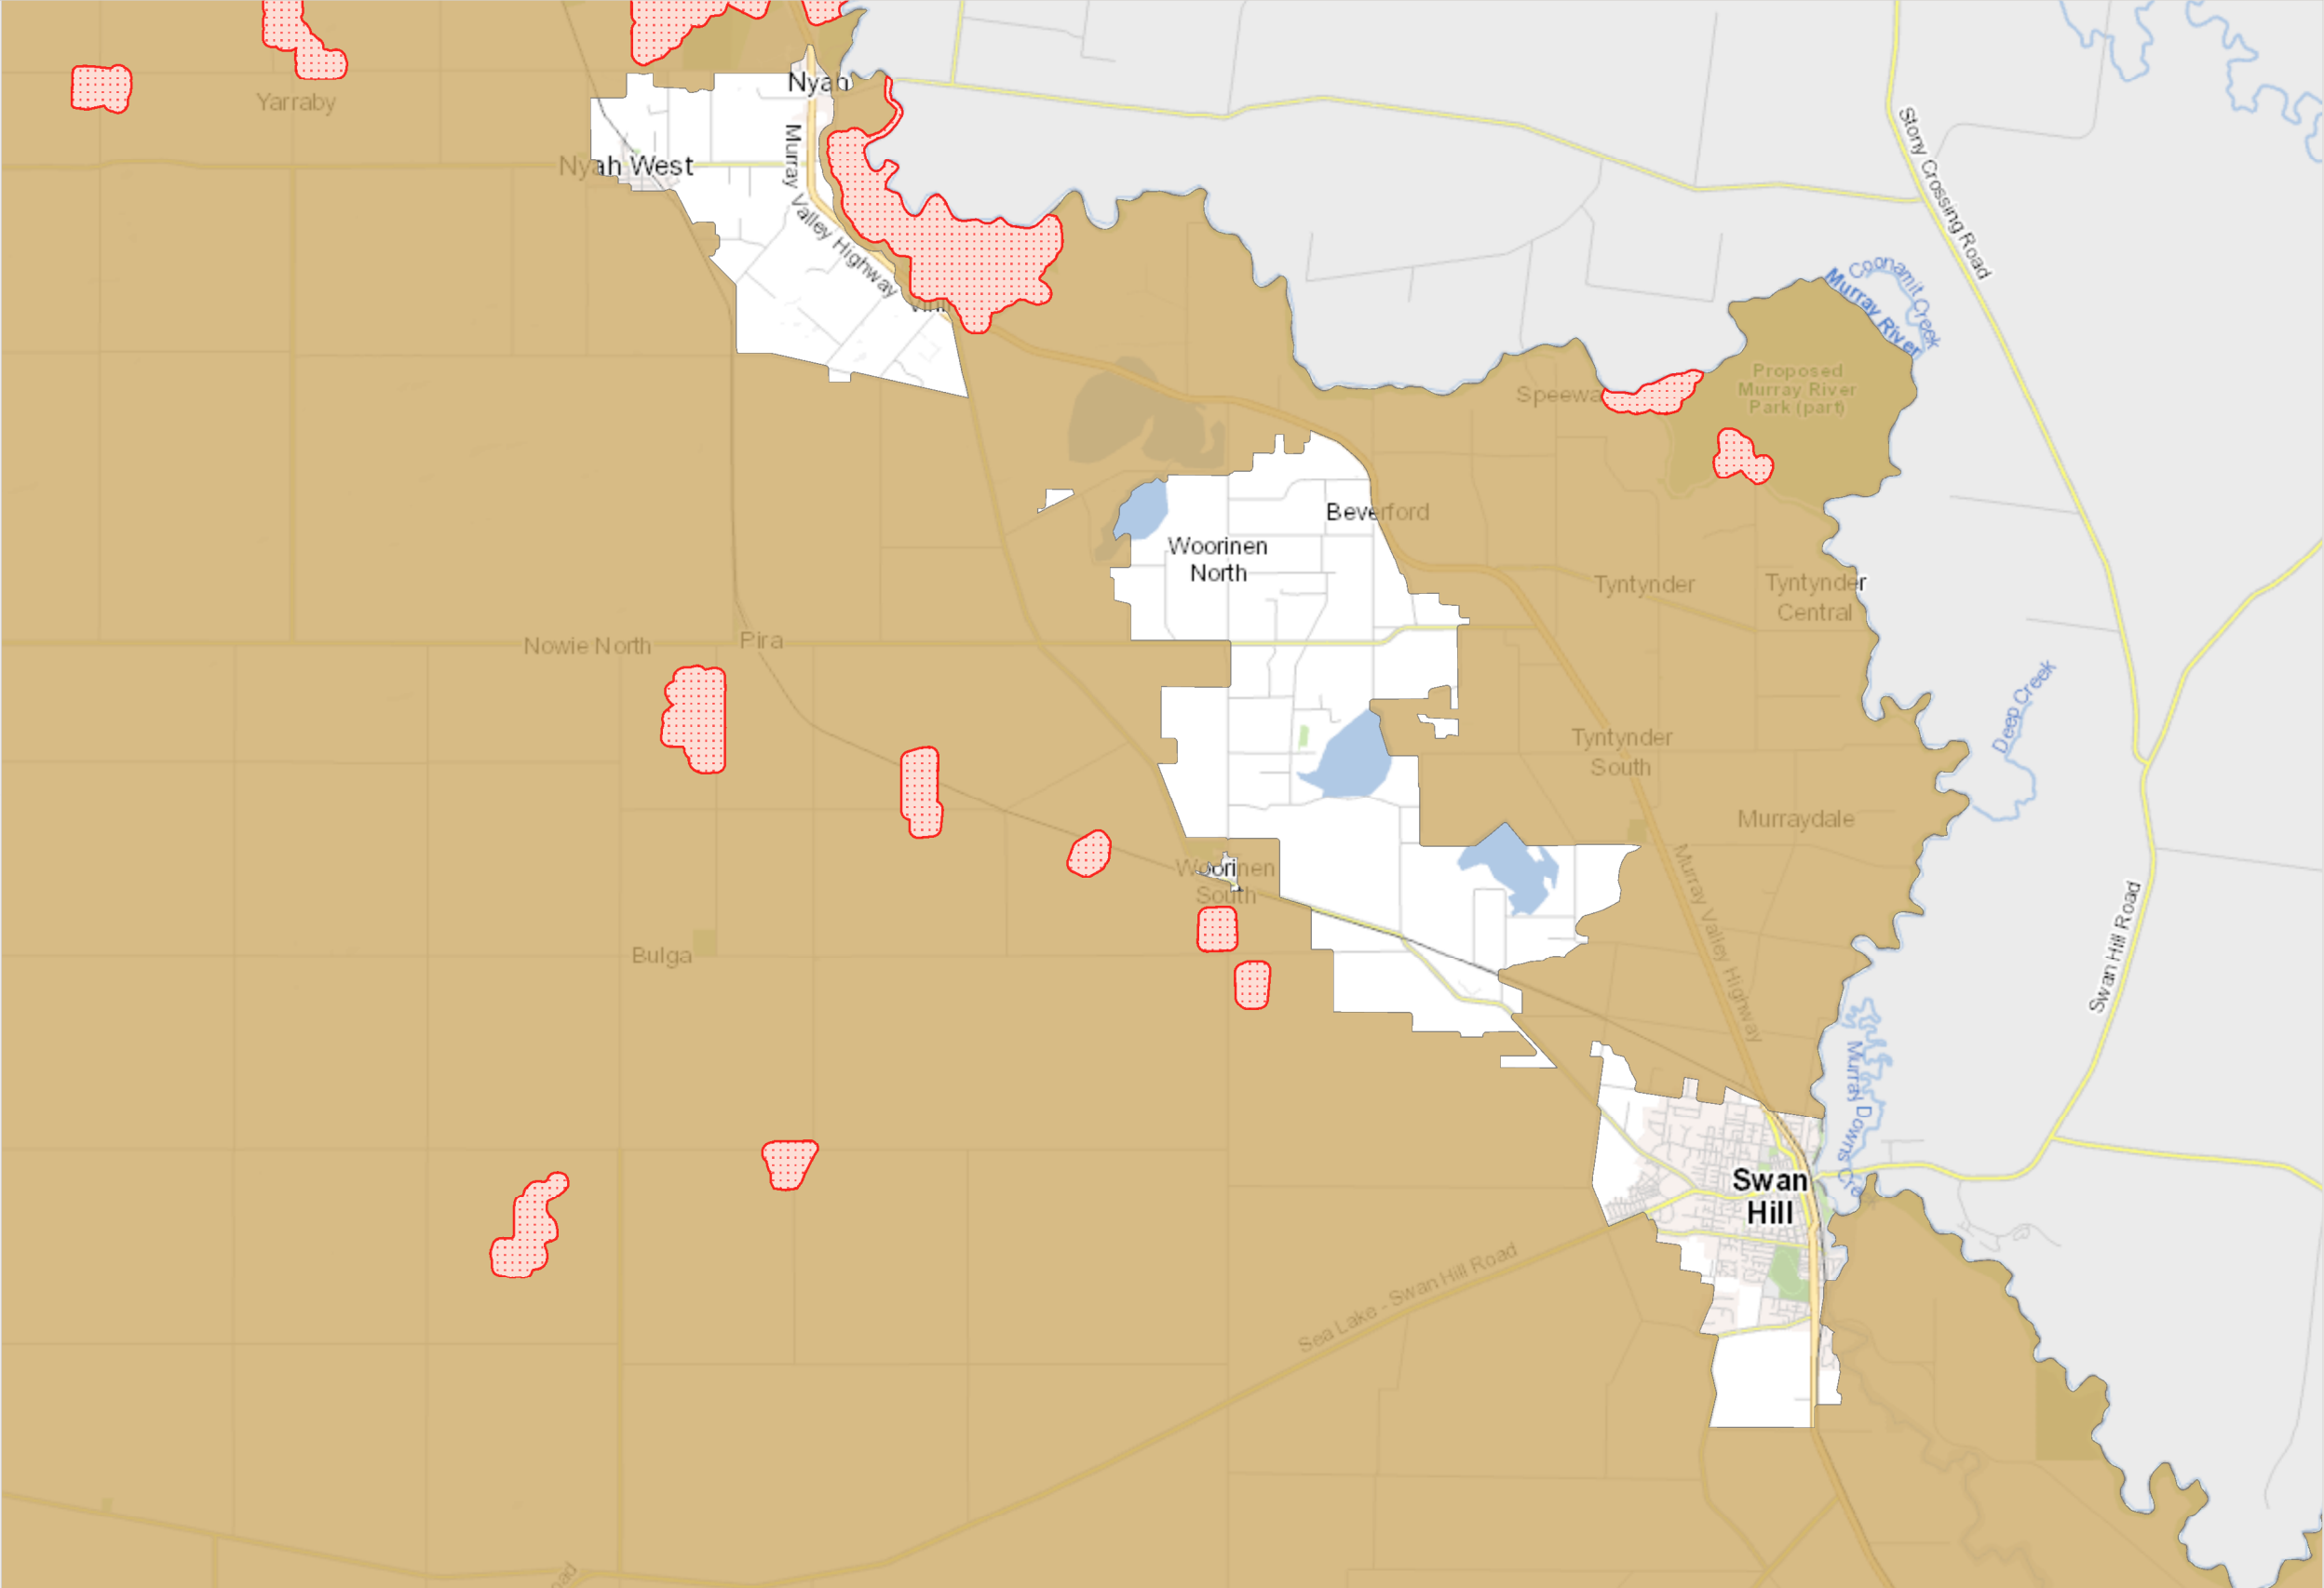 Nyah
Yarraby
Nyah West
Murray Valley Highway
Stony Crossing Road
Coonamit Creek
Murray River
Proposed
Murray River
Park (part)
Beverford
Woorinen
North
Tyntynder
Tyntynder
Central
Nowie North
Pira
Deep Creek
Tyntynder
South
Murraydale
Woorinen
South
Murray Valley Highway
Swan Hill Road
Bulga
Murray Downs Cre
Swan
Hill
Sea Lake - Swan Hill Road